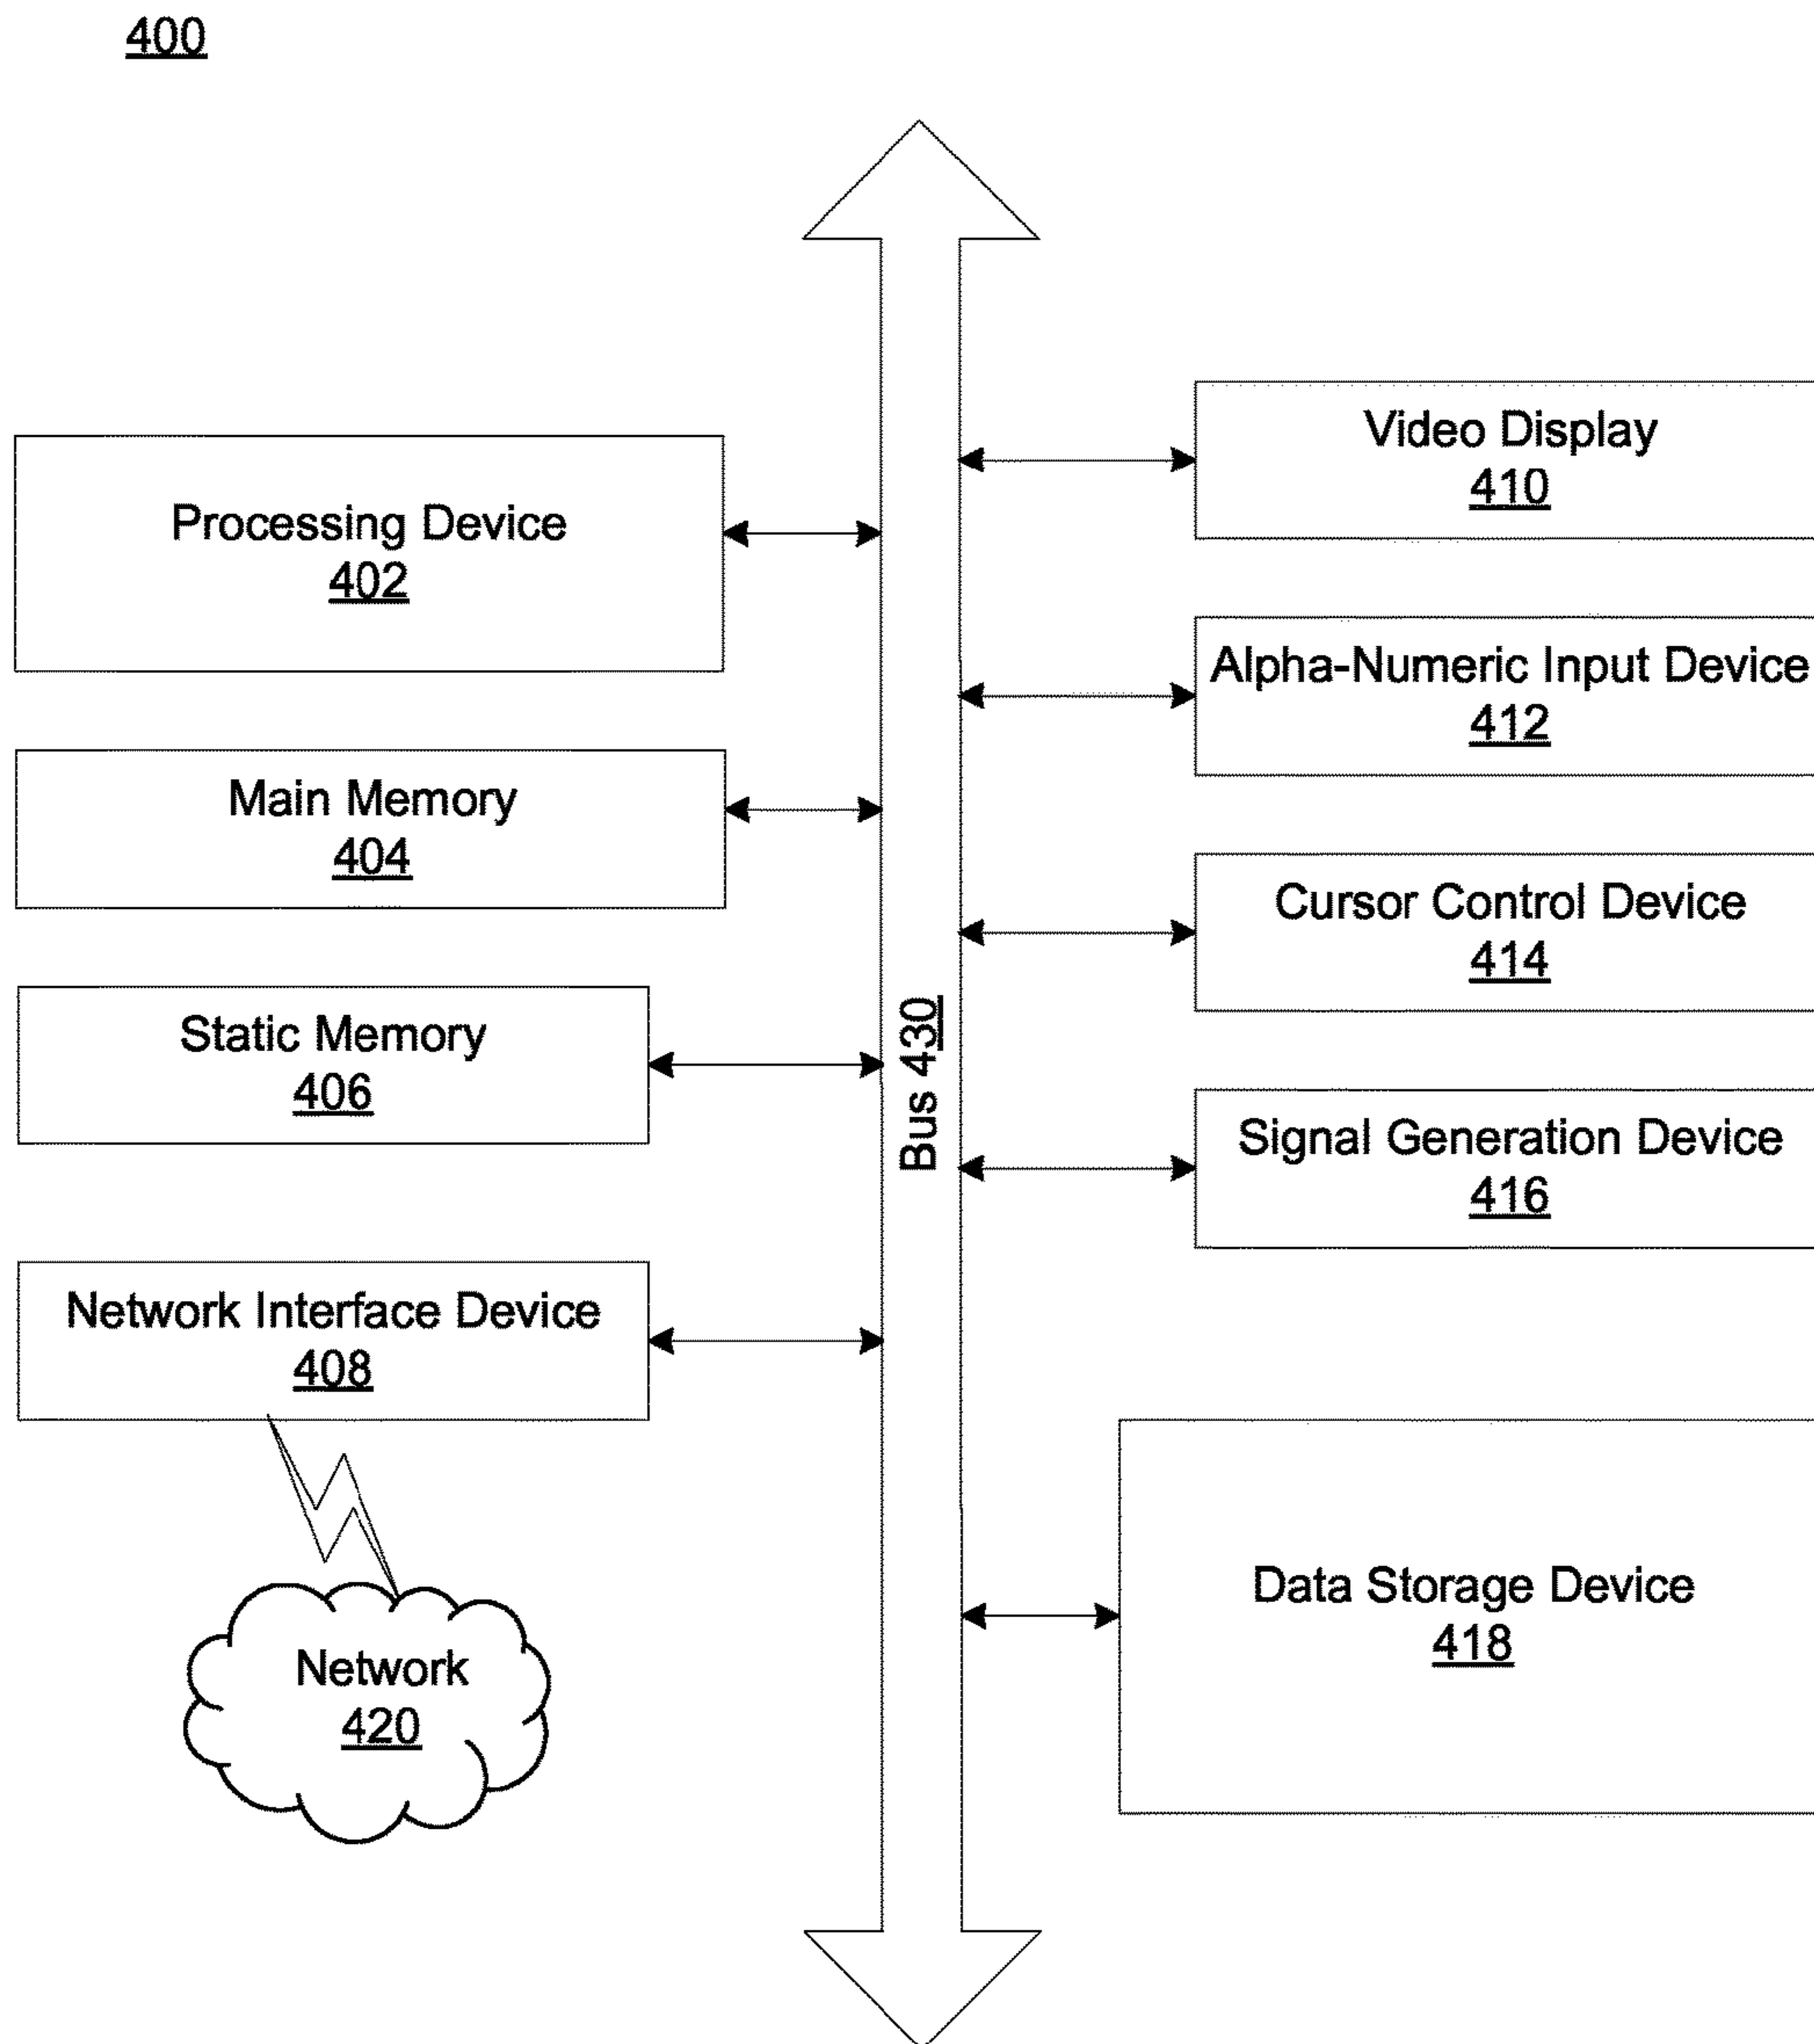 400
Processing Device
402
Main Memory
404
Static Memory
406
Network Interface Device
408
Network
420
Bus 430
Video Display
410
Alpha-Numeric Input Device
412
Cursor Control Device
414
Signal Generation Device
416
Data Storage Device
418